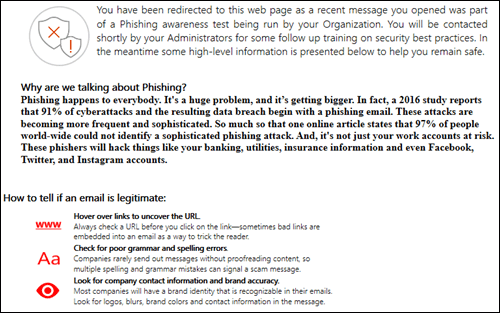 You have been redirected to this web page as a recent message you opened was part
of a Phishing awareness test being run by your Organization. You will be contacted
shortly by your Administrators for some follow up training on security best practices. In
the meantime some high-level information is presented below to help you remain safe.
Why are we talking about Phishing?
Phishing happens to everybody. It's a huge problem, and it's getting bigger. In fact, a 2016 study reports
that 91% of cyberattacks and the resulting data breach begin with a phishing email. These attacks are
becoming more frequent and sophisticated. So much so that one online article states that 97% of people
world-wide could not identify a sophisticated phishing attack. And, it's not just your work accounts at risk.
These phishers will hack things like your banking, utilities, insurance information and even Facebook,
Twitter, and Instagram accounts.
How to tell if an email is legitimate:
Hover over links to uncover the URL.
www
Always check a URL before you click on the link—sometimes bad links are
embedded into an email as a way to trick the reader.
Check for poor grammar and spelling errors.
Aa
Companies rarely send out messages without proofreading content, so
multiple spelling and grammar mistakes can signal a scam message.
Look for company contact information and brand accuracy.
Most companies will have a brand identity that is recognizable in their emails.
Look for logos, blurs, brand colors and contact information in the message.